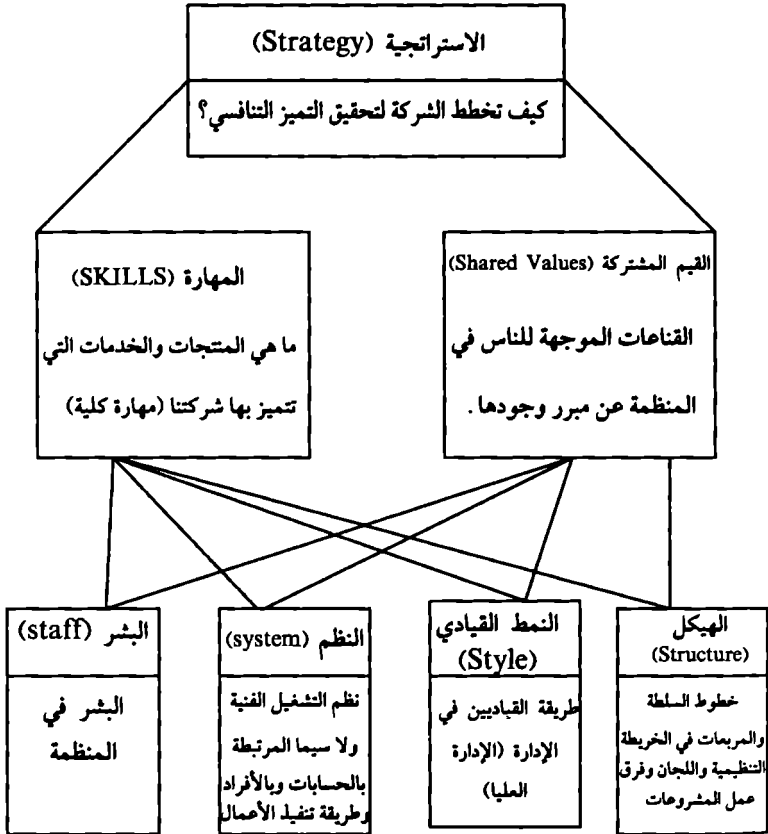 الاستراتجية (Strategy)
كيف تخطط الشركة لتحقيق التميز التنافسي؟
القيم المشتركة (Shared Values)
القناعات الموجهة للناس في
المنظمة عن مبرر وجودها .
المهارة (SKILLS)
ما هي المنتجات والخدمات التي
تتميز بها شركتنا (مهارة كلية)
الهيكل
(Structure)
خطوط السلطة
والمربعات في الخريطة
التنظيمية واللجان وفرق
عمل المشروعات
النمط القيادي
(Style)
طريقة القياديين في
الإدارة (الإدارة
العليا)
النظم (system)
نظم التشغيل الفنية
ولا سيما المرتبطة
بالحسابات وبالأفراد
وطريقة تنفيذ الأعمال
البشر (staff)
البشر في
المنظمة